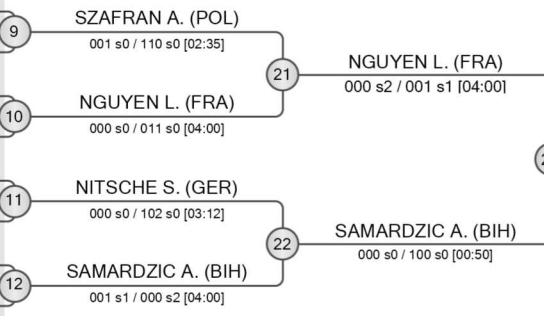 9
SZAFRAN A. (POL)
001 s0 / 110 s0 [02:35]
21
NGUYEN L. (FRA)
000 s2 / 001 s1 [04:00]
10
NGUYEN L. (FRA)
000 s0 / 011 s0 [04:00]
11
NITSCHE S. (GER)
000 s0 / 102 s0 [03:12]
22
SAMARDZIC A. (BIH)
000 s0 / 100 s0 [00:50]
12
SAMARDZIC A. (BIH)
001 s1 / 000 s2 [04:00]